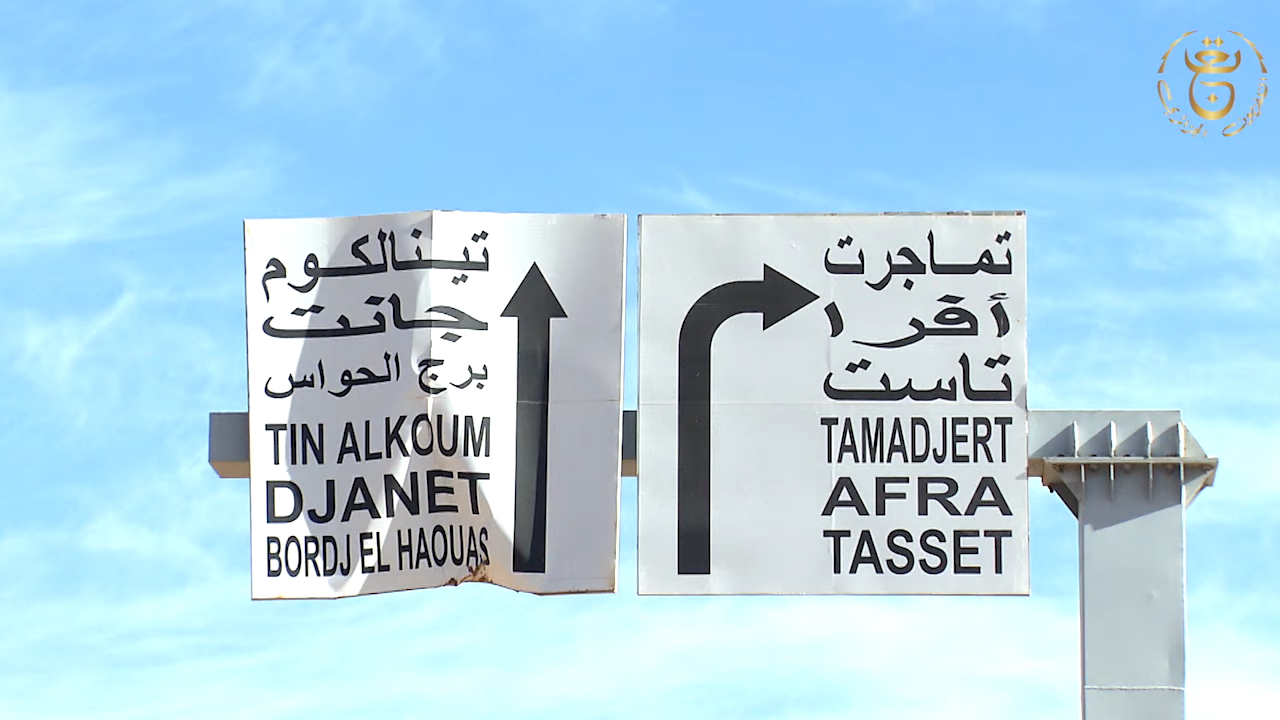 تينالكوم
جانت
برج الحواس
TIN ALKOUM
DJANET
BORDJ EL HAOUAS
تماجرت
أفرا
تاست
TAMADJERT
AFRA
TASSET